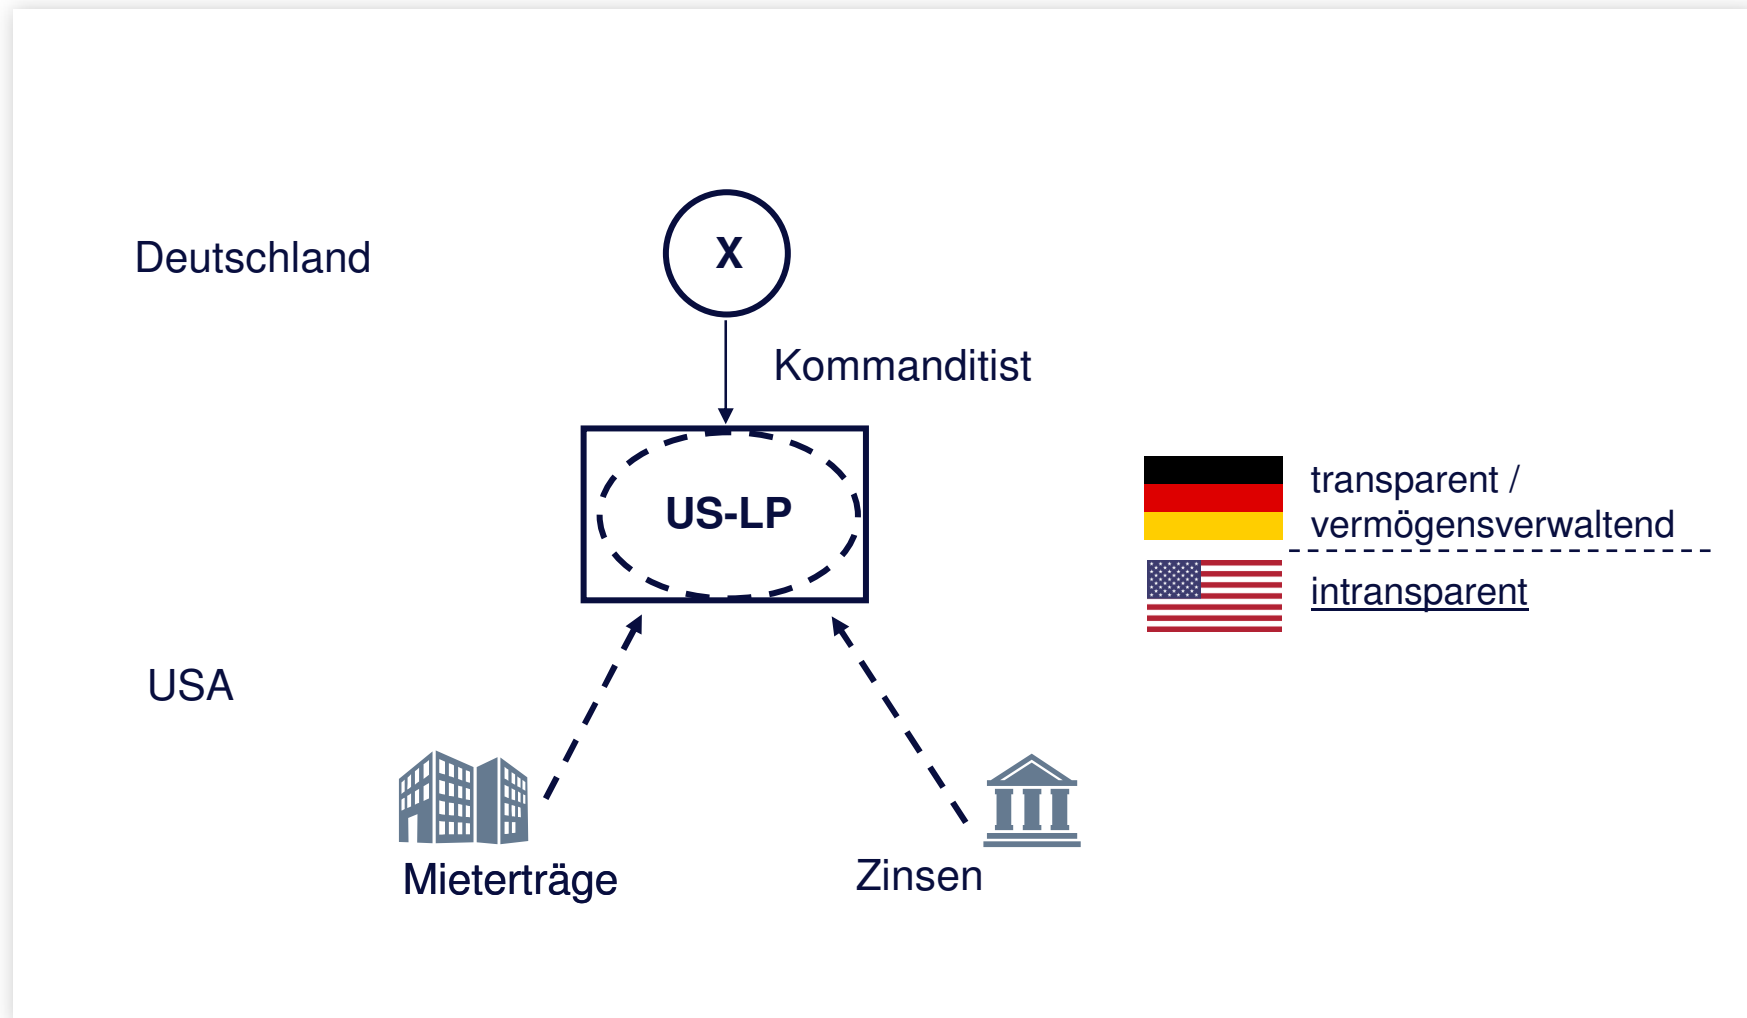 Deutschland
X
Kommanditist
US-LP
transparent /
vermögensverwaltend
intransparent
USA
Mieterträge
Zinsen